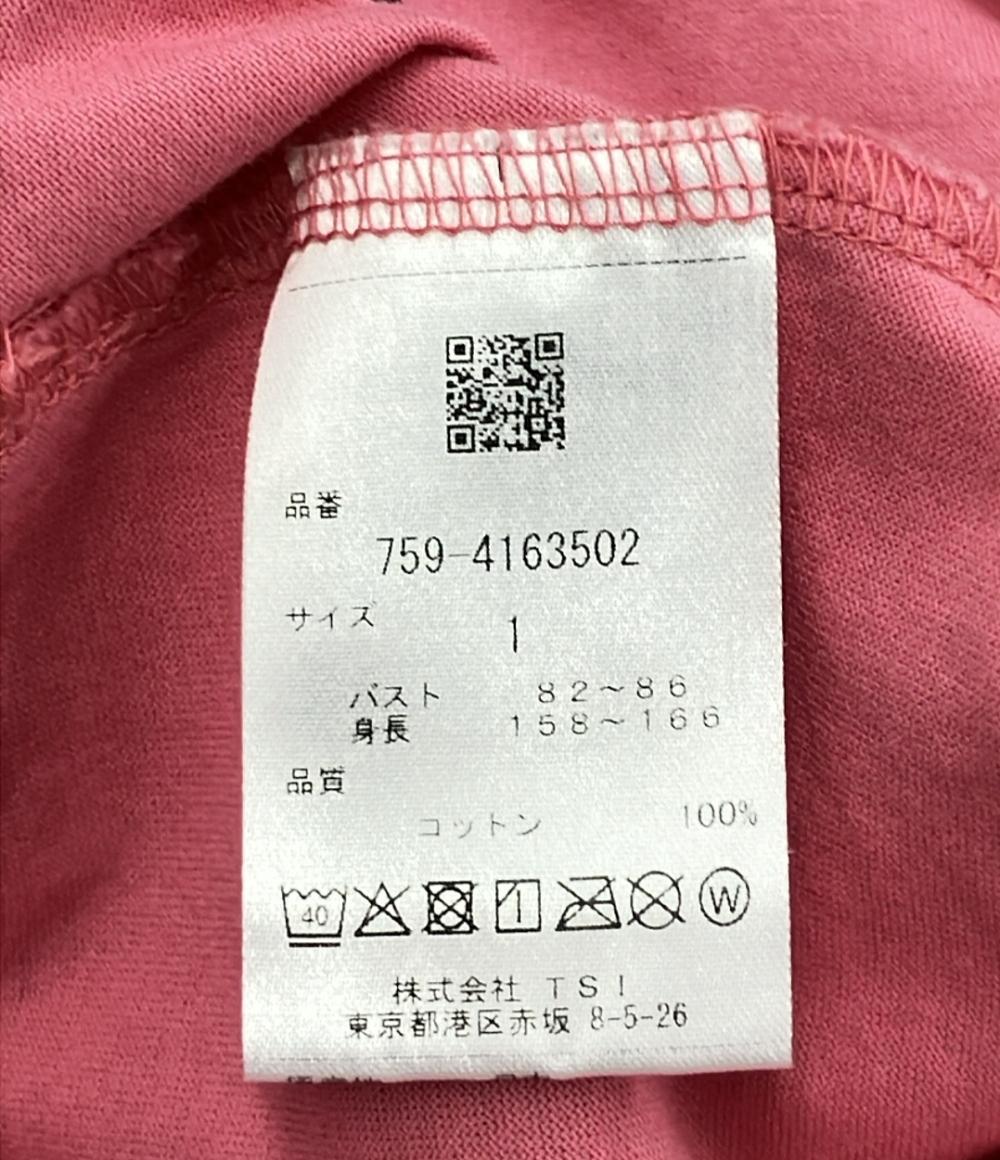 品番
759-4163502
サイズ
1
バスト 82~86
身長 158~166
品質
コットン 100%
40
W
株式会社 TSI
東京都港区赤坂 8-5-26